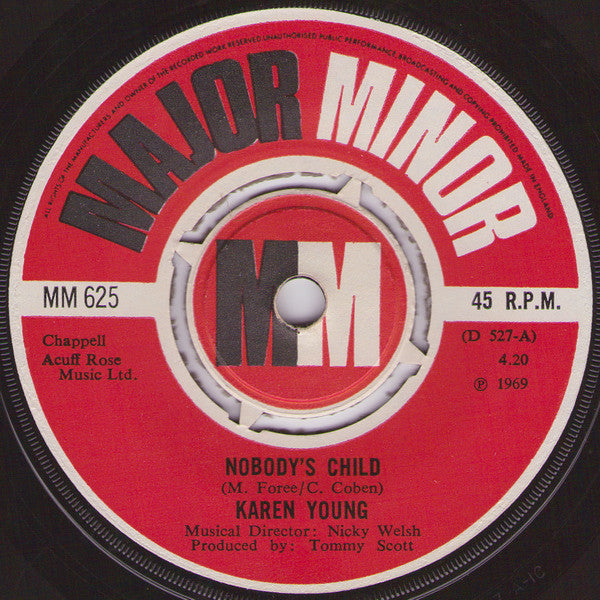 ALL RIGHTS OF THE MANUFACTURERS AND OWNER OF THE RECORDED WORK RESERVED UNAUTHORISED PUBLIC PERFORMANCE, BROADCASTING AND COPYING PROHIBITED MADE IN ENGLAND
MAJOR MINOR
MM
MM 625
45 R.P.M.
Chappell
Acuff Rose
Music Ltd.
(D 527-A)
4.20
℗ 1969
NOBODY'S CHILD
(M. Foree/C. Coben)
KAREN YOUNG
Musical Director: Nicky Welsh
Produced by: Tommy Scott